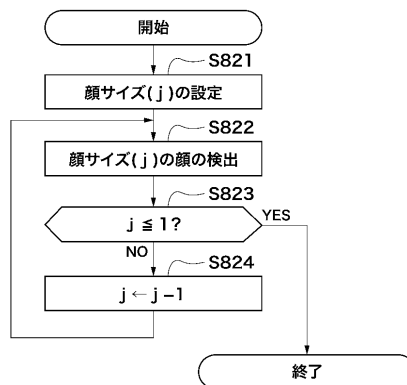 開始
S821
顔サイズ(j)の設定
S822
顔サイズ(j)の顔の検出
S823
j ≦ 1?
YES
NO
S824
j ← j −1
終了